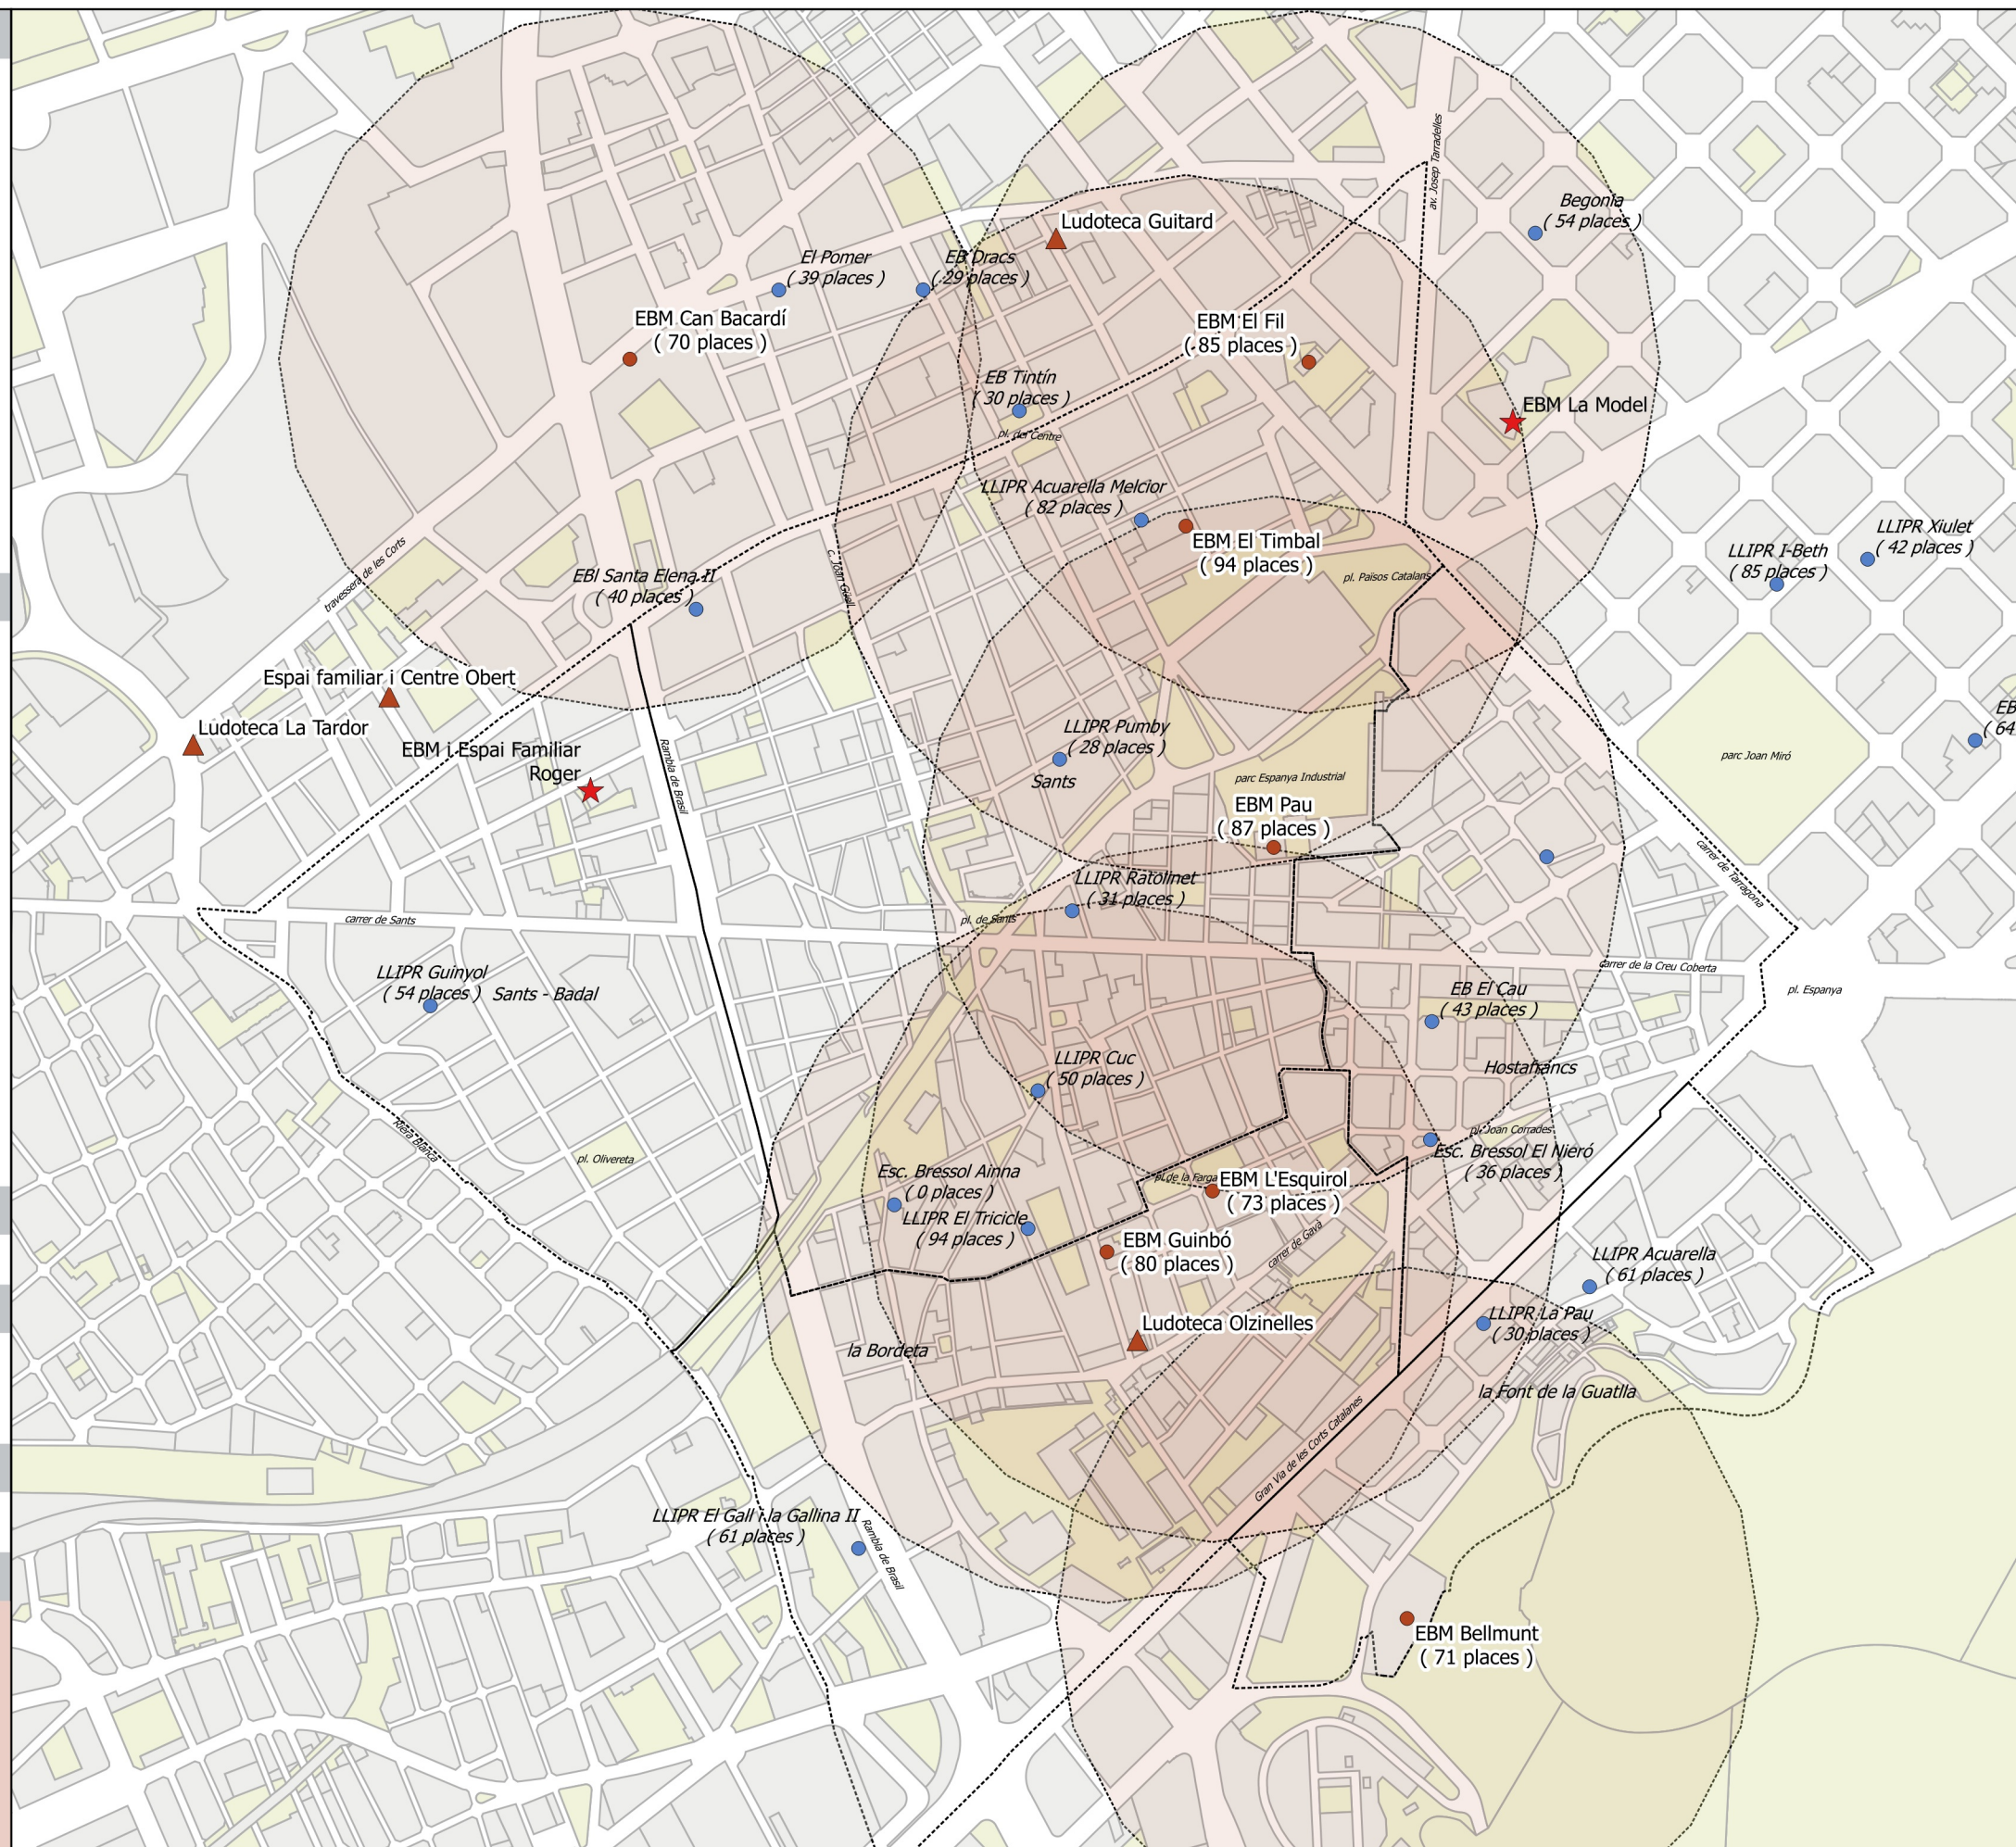 av. Josep Tarradelles
Begonia
( 54 places )
Ludoteca Guitard
El Pomer
( 39 places )
EB Dracs
( 29 places )
EBM Can Bacardí
( 70 places )
EBM El Fil
( 85 places )
EB Tintín
( 30 places )
pl. del Centre
EBM La Model
LLIPR Acuarella Melcior
( 82 places )
EBM El Timbal
( 94 places )
LLIPR Xiulet
( 42 places )
LLIPR I-Beth
( 85 places )
travessera de les Corts
EBI Santa Elena II
( 40 places )
c. Joan Güell
pl. Països Catalans
Espai familiar i Centre Obert
Ludoteca La Tardor
EBM i Espai Familiar
Roger
Rambla de Brasil
LLIPR Pumby
( 28 places )
Sants
parc Espanya Industrial
parc Joan Miró
EB
( 64
EBM Pau
( 87 places )
LLIPR Ratolinet
( 31 places )
carrer de Tarragona
carrer de Sants
pl. de Sants
carrer de la Creu Coberta
pl. Espanya
LLIPR Guinyol
( 54 places )
Sants - Badal
EB El Cau
( 43 places )
LLIPR Cuc
( 50 places )
Hostafrancs
Riera Blanca
pl. Olivereta
pl. Joan Corrades
Esc. Bressol El Nieró
( 36 places )
Esc. Bressol Ainna
( 0 places )
pl.de la Farga
EBM L'Esquirol
( 73 places )
LLIPR El Tricicle
( 94 places )
EBM Guinbó
( 80 places )
carrer de Gavà
LLIPR Acuarella
( 61 places )
LLIPR La Pau
( 30 places )
Ludoteca Olzinelles
la Bordeta
la Font de la Guatlla
Gran Via de les Corts Catalanes
LLIPR El Gall i la Gallina II
( 61 places )
Rambla de Brasil
EBM Bellmunt
( 71 places )